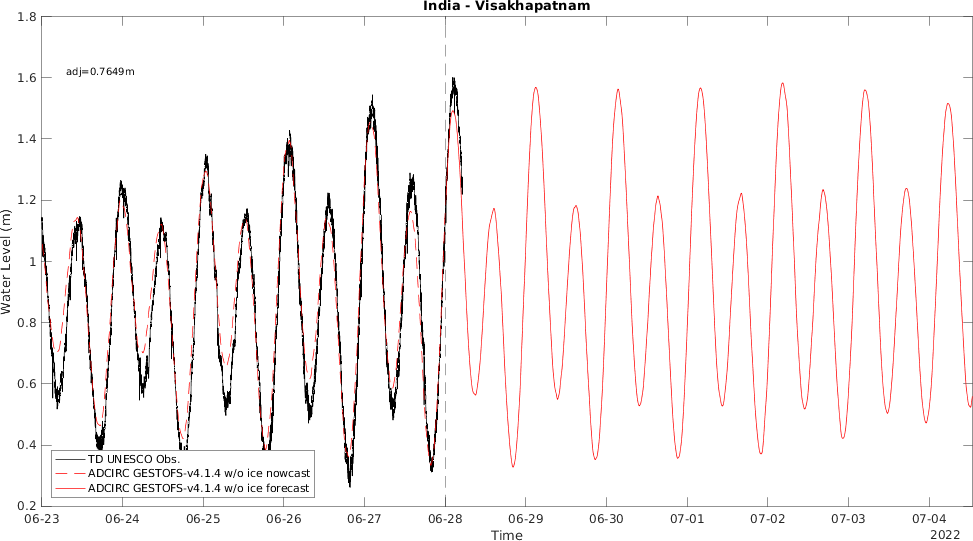 India - Visakhapatnam
adj=0.7649m
Water Level (m)
1.8
1.6
1.4
1.2
1
0.8
0.6
0.4
0.2
TD UNESCO Obs.
ADCIRC GESTOFS-v4.1.4 w/o ice nowcast
ADCIRC GESTOFS-v4.1.4 w/o ice forecast
06-23 06-24 06-25 06-26 06-27 06-28 06-29 06-30 07-01 07-02 07-03 07-04
Time
2022